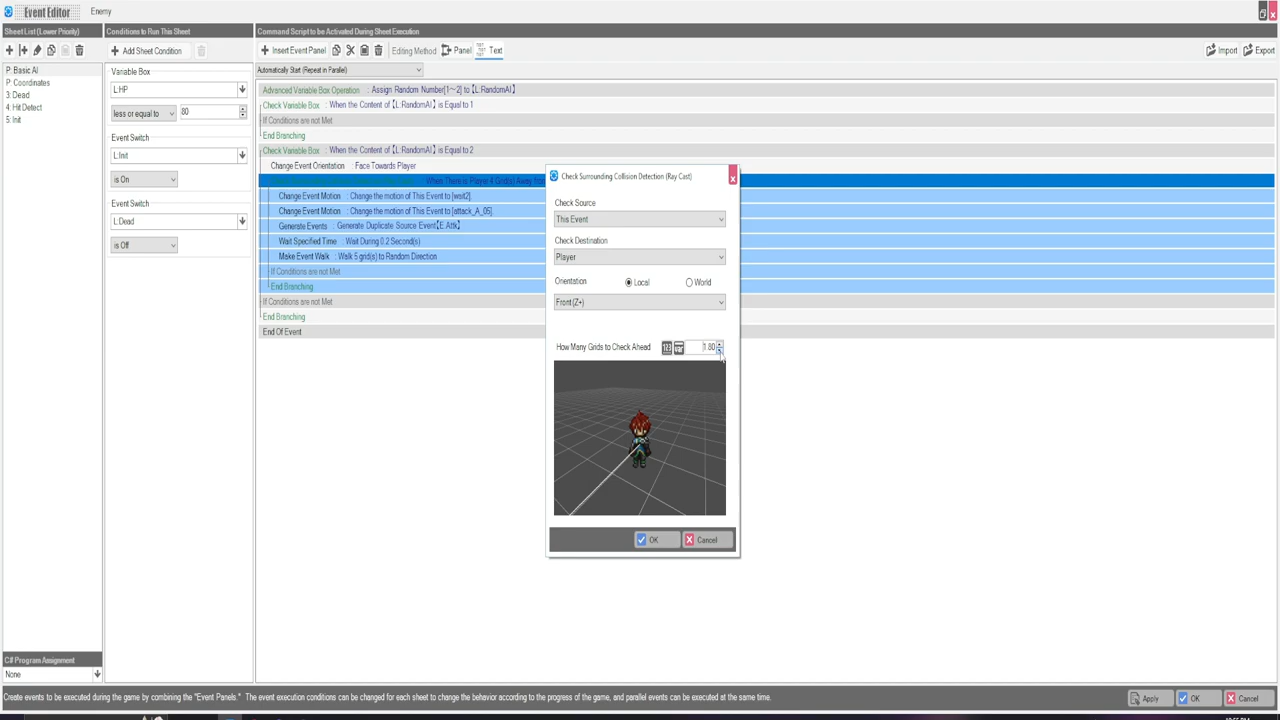 Event Editor Enemy
Sheet List (Lower Priority)
P: Basic AI
P: Coordinates
3: Dead
4: Hit Detect
5: Init
C# Program Assignment
None
Conditions to Run This Sheet
Add Sheet Condition
Variable Box
L:HP
less or equal to 80
Event Switch
L:Init
is On
Event Switch
L:Dead
is Off
Command Script to be Activated During Sheet Execution
Insert Event Panel Editing Method Panel Text Import Export
Automatically Start (Repeat in Parallel)
Advanced Variable Box Operation : Assign Random Number[1~2] to【L:RandomAI】
Check Variable Box : When the Content of【L:RandomAI】is Equal to 1
If Conditions are not Met
End Branching
Check Variable Box : When the Content of【L:RandomAI】is Equal to 2
Change Event Orientation : Face Towards Player
When There is Player 4 Grid(s) Away from
Change Event Motion : Change the motion of This Event to [wait2].
Change Event Motion : Change the motion of This Event to [attack_A_05].
Generate Events : Generate Duplicate Source Event【E.Attk】
Wait Specified Time : Wait During 0.2 Second(s)
Make Event Walk : Walk 5 grid(s) to Random Direction
If Conditions are not Met
End Branching
If Conditions are not Met
End Branching
End Of Event
Check Surrounding Collision Detection (Ray Cast)
Check Source
This Event
Check Destination
Player
Orientation Local World
Front (Z+)
How Many Grids to Check Ahead 123 var 1.80
OK Cancel
Create events to be executed during the game by combining the "Event Panels." The event execution conditions can be changed for each sheet to change the behavior according to the progress of the game, and parallel events can be executed at the same time.
Apply OK Cancel